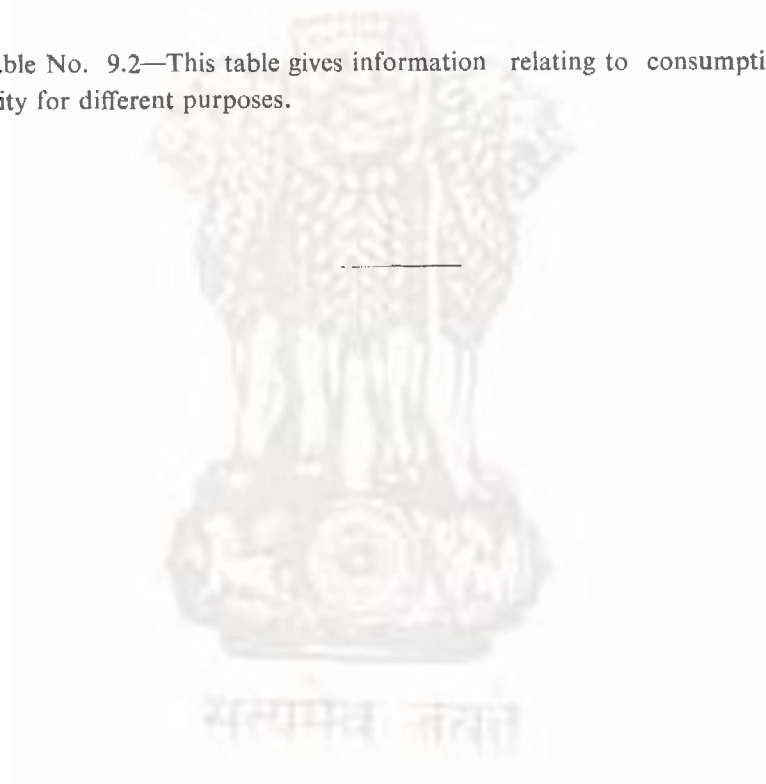 ble No. 9.2—This table gives information relating to consumpti
ity for different purposes.
सत्यमेव जयते